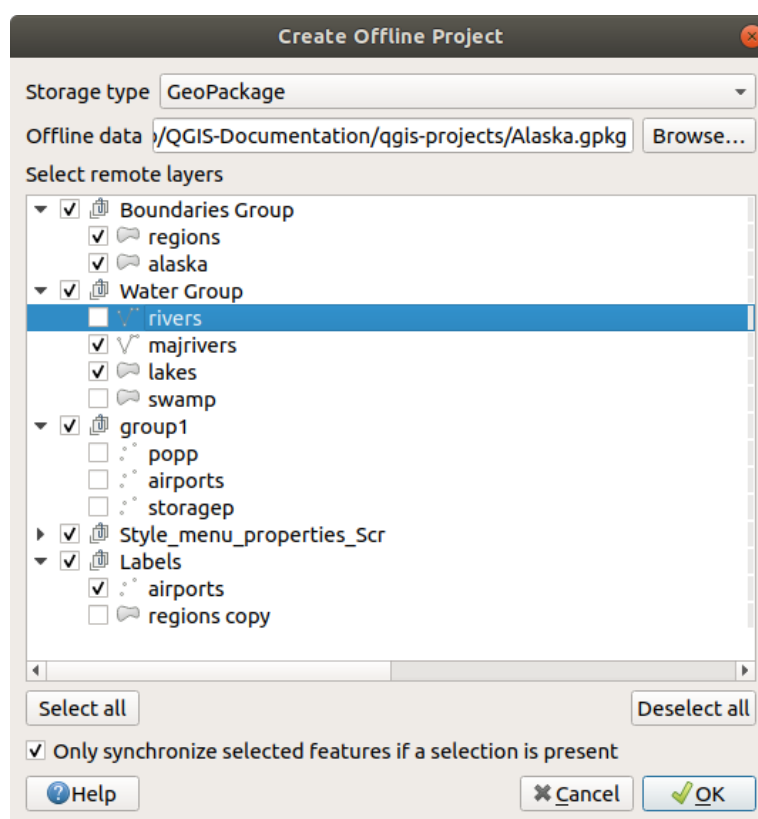 Create Offline Project
Storage type GeoPackage
Offline data /QGIS-Documentation/qgis-projects/Alaska.gpkg Browse...
Select remote layers
Boundaries Group
regions
alaska
Water Group
rivers
majrivers
lakes
swamp
group1
popp
airports
storagep
Style_menu_properties_Scr
Labels
airports
regions copy
Select all Deselect all
Only synchronize selected features if a selection is present
Help Cancel OK